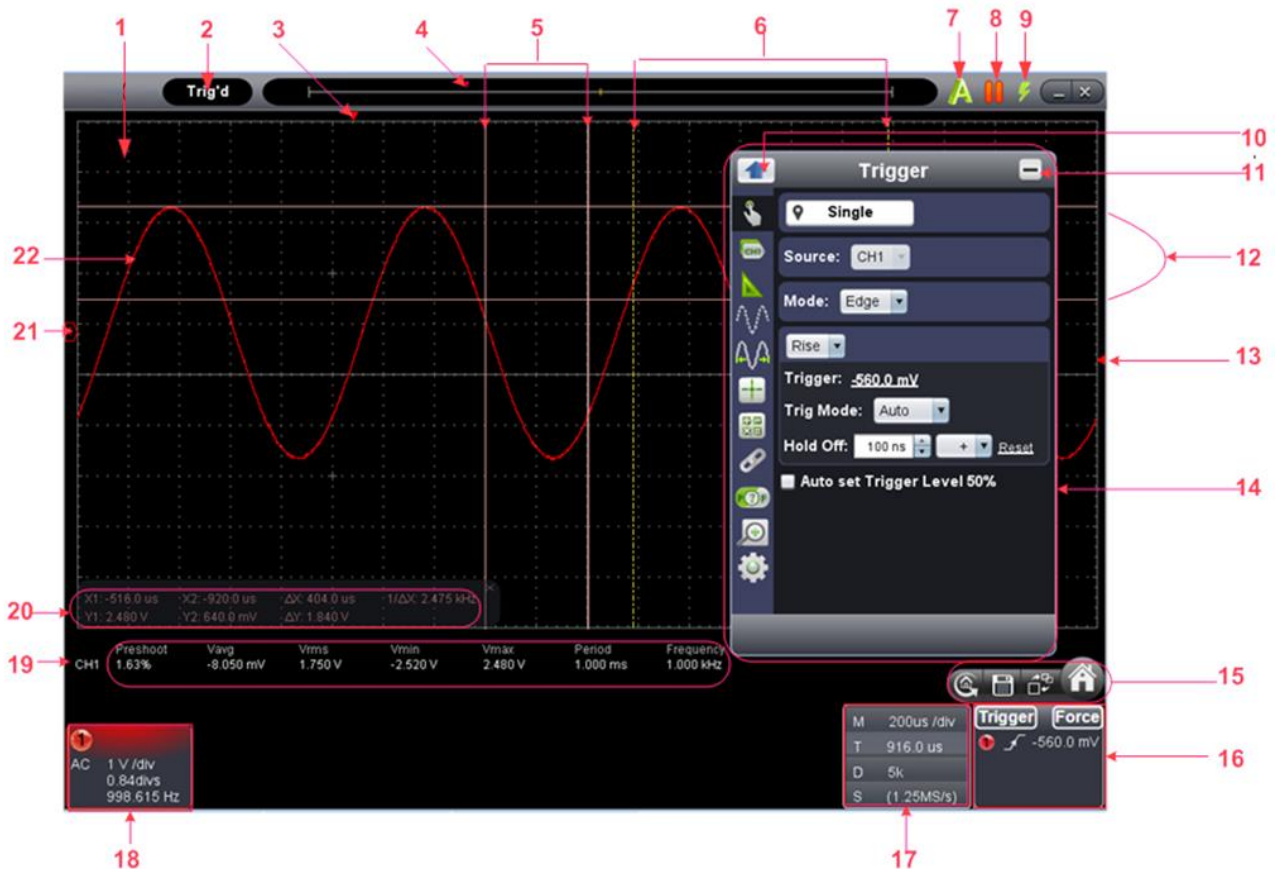 1 2 3 4 5 6 7 8 9
Trig'd
A
10
Trigger
11
Single
22
12
Source: CH1
21
Mode: Edge
13
Rise
Trigger: -560.0 mV
Trig Mode: Auto
Hold Off: 100 ns + Reset
Auto set Trigger Level 50%
14
20
X1: -516.0 us X2: -920.0 us ΔX: 404.0 us 1/ΔX: 2.475 kHz
Y1: 2.480 V Y2: 640.0 mV ΔY: 1.840 V
19
Preshoot Vavg Vrms Vmin Vmax Period Frequency
CH1 1.63% -8.050 mV 1.750 V -2.520 V 2.480 V 1.000 ms 1.000 kHz
15
1
AC 1 V /div
0.84divs
998.615 Hz
M 200us /div
T 916.0 us
D 5k
S (1.25MS/s)
Trigger Force
1 -560.0 mV
16
18
17